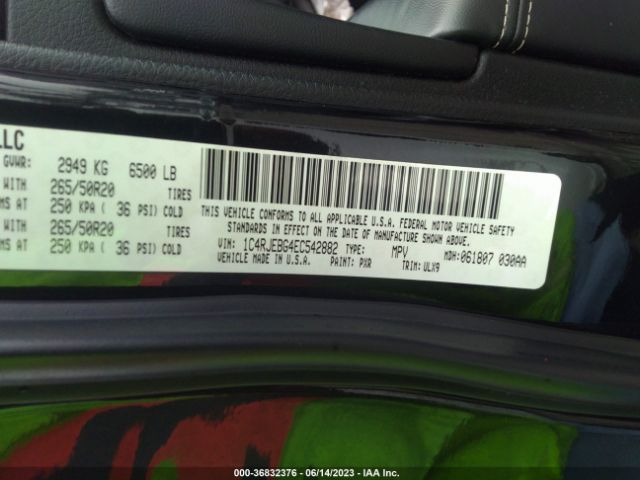 LLC
GVWR: 2949 KG 6500 LB
WITH 265/50R20 TIRES
MS AT 250 KPA ( 36 PSI) COLD
WITH 265/50R20 TIRES
MS AT 250 KPA ( 36 PSI) COLD
THIS VEHICLE CONFORMS TO ALL APPLICABLE U.S.A. FEDERAL MOTOR VEHICLE SAFETY
STANDARDS IN EFFECT ON THE DATE OF MANUFACTURE SHOWN ABOVE.
VIN: 1C4RJEBG4EC542882 TYPE: MPV MDH: 061807 030AA
VEHICLE MADE IN U.S.A. PAINT: PXR TRIM: ULX9
000-36832376 - 06/14/2023 - IAA Inc.